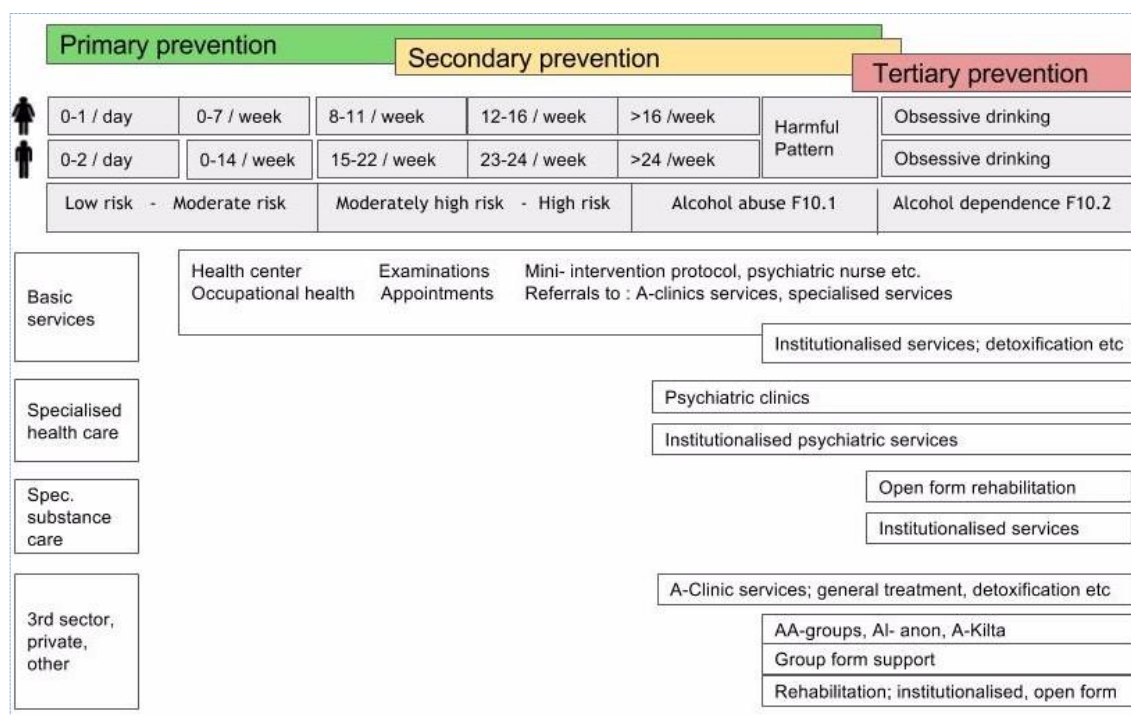 Primary prevention
Secondary prevention
Tertiary prevention
0-1 / day 0-7 / week 8-11 / week 12-16 / week >16 /week Harmful Pattern Obsessive drinking
0-2 / day 0-14 / week 15-22 / week 23-24 / week >24 /week Obsessive drinking
Low risk - Moderate risk Moderately high risk - High risk Alcohol abuse F10.1 Alcohol dependence F10.2
Basic
services
Health center Examinations Mini- intervention protocol, psychiatric nurse etc.
Occupational health Appointments Referrals to : A-clinics services, specialised services
Institutionalised services; detoxification etc
Specialised
health care
Psychiatric clinics
Institutionalised psychiatric services
Spec.
substance
care
Open form rehabilitation
Institutionalised services
3rd sector,
private,
other
A-Clinic services; general treatment, detoxification etc
AA-groups, Al- anon, A-Kilta
Group form support
Rehabilitation; institutionalised, open form